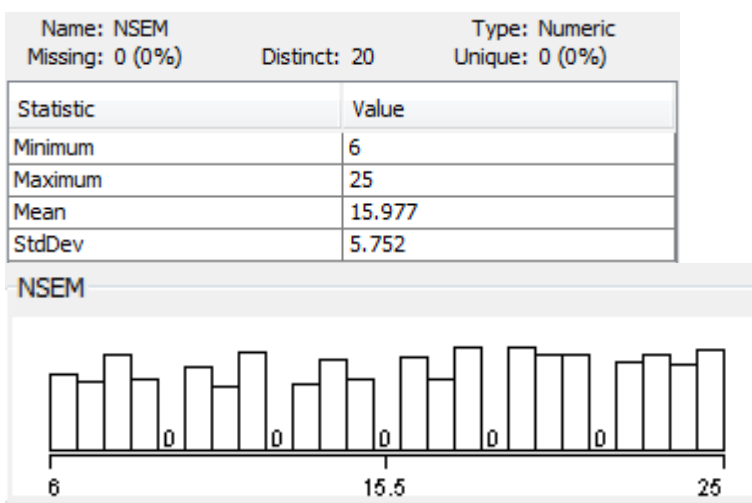 Name: NSEM Type: Numeric
Missing: 0 (0%) Distinct: 20 Unique: 0 (0%)
Statistic Value
Minimum 6
Maximum 25
Mean 15.977
StdDev 5.752
NSEM
0 0 0 0 0
6 15.5 25